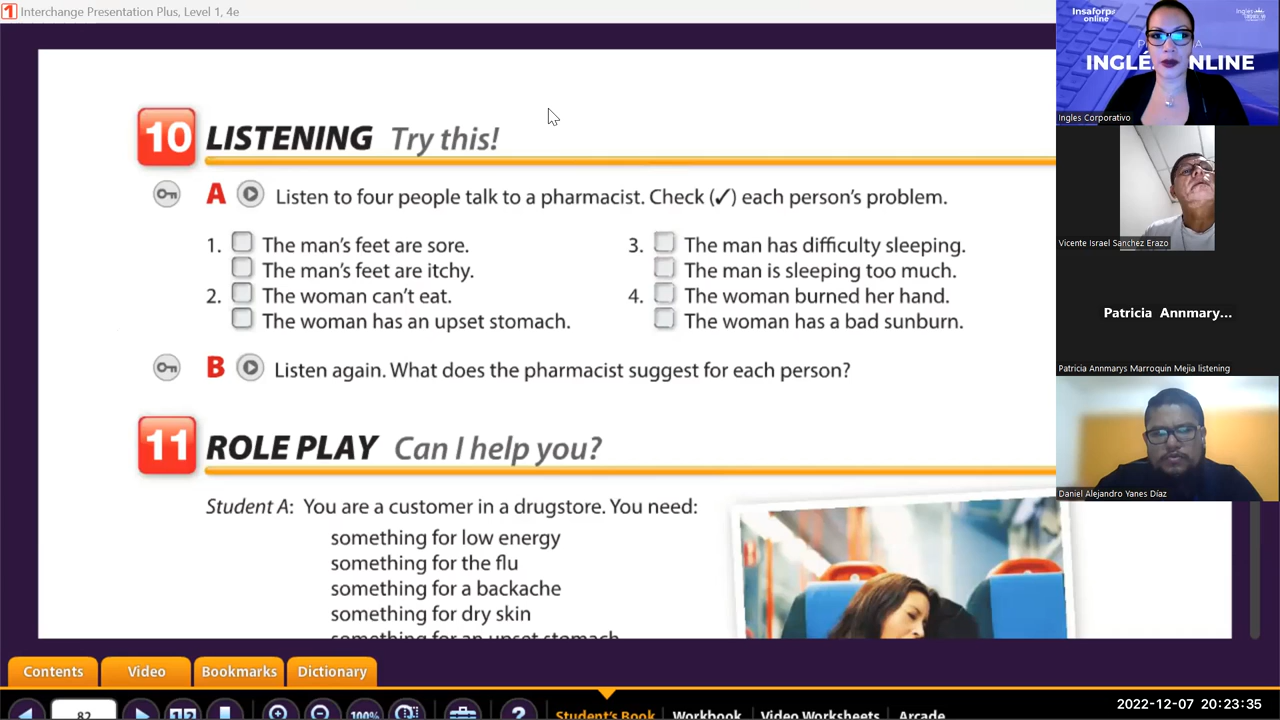 Interchange Presentation Plus, Level 1, 4e
10 LISTENING Try this!
A Listen to four people talk to a pharmacist. Check (✓) each person's problem.
1. The man's feet are sore.
The man's feet are itchy.
2. The woman can't eat.
The woman has an upset stomach.
3. The man has difficulty sleeping.
The man is sleeping too much.
4. The woman burned her hand.
The woman has a bad sunburn.
B Listen again. What does the pharmacist suggest for each person?
11 ROLE PLAY Can I help you?
Student A: You are a customer in a drugstore. You need:
something for low energy
something for the flu
something for a backache
something for dry skin
something for an upset stomach
Insaforp
online
INGLÉS ONLINE
Ingles Corporativo
Vicente Israel Sanchez Erazo
Patricia Annmary...
Patricia Annmarys Marroquin Mejia listening
Daniel Alejandro Yanes Díaz
Contents
Video
Bookmarks
Dictionary
82
100%
?
Student's Book
Workbook
Video Worksheets
Arcade
2022-12-07 20:23:35